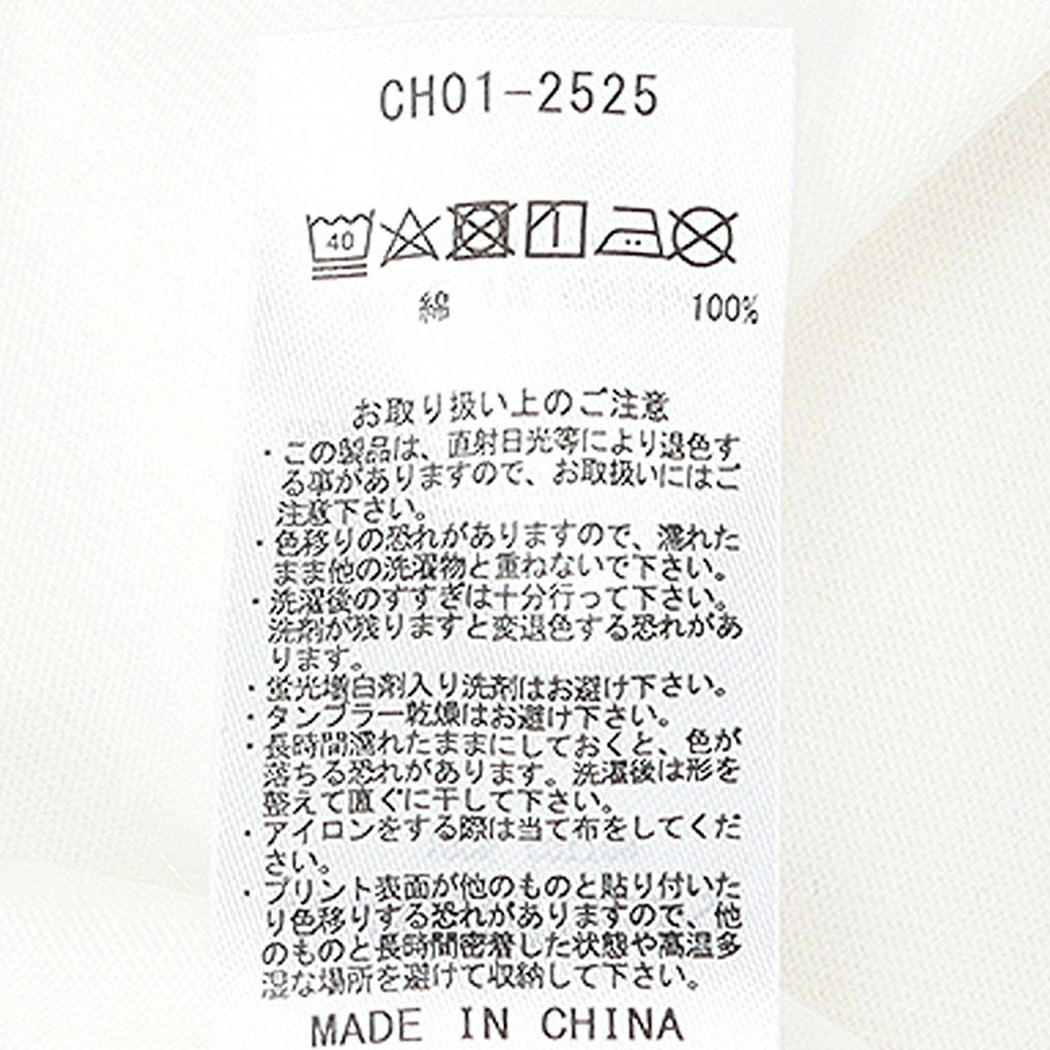 CH01-2525
40
綿 100%
お取り扱い上のご注意
・この製品は、直射日光等により退色す
る事がありますので、お取扱いにはご
注意下さい。
・色移りの恐れがありますので、濡れた
まま他の洗濯物と重ねないで下さい。
・洗濯後のすすぎは十分行って下さい。
洗剤が残りますと変退色する恐れがあ
ります。
・蛍光増白剤入り洗剤はお避け下さい。
・タンブラー乾燥はお避け下さい。
・長時間濡れたままにしておくと、色が
落ちる恐れがあります。洗濯後は形を
整えて直ぐに干して下さい。
・アイロンをする際は当て布をしてくだ
さい。
・プリント表面が他のものと貼り付いた
り色移りする恐れがありますので、他
のものと長時間密着した状態や高温多
湿な場所を避けて収納して下さい。
MADE IN CHINA